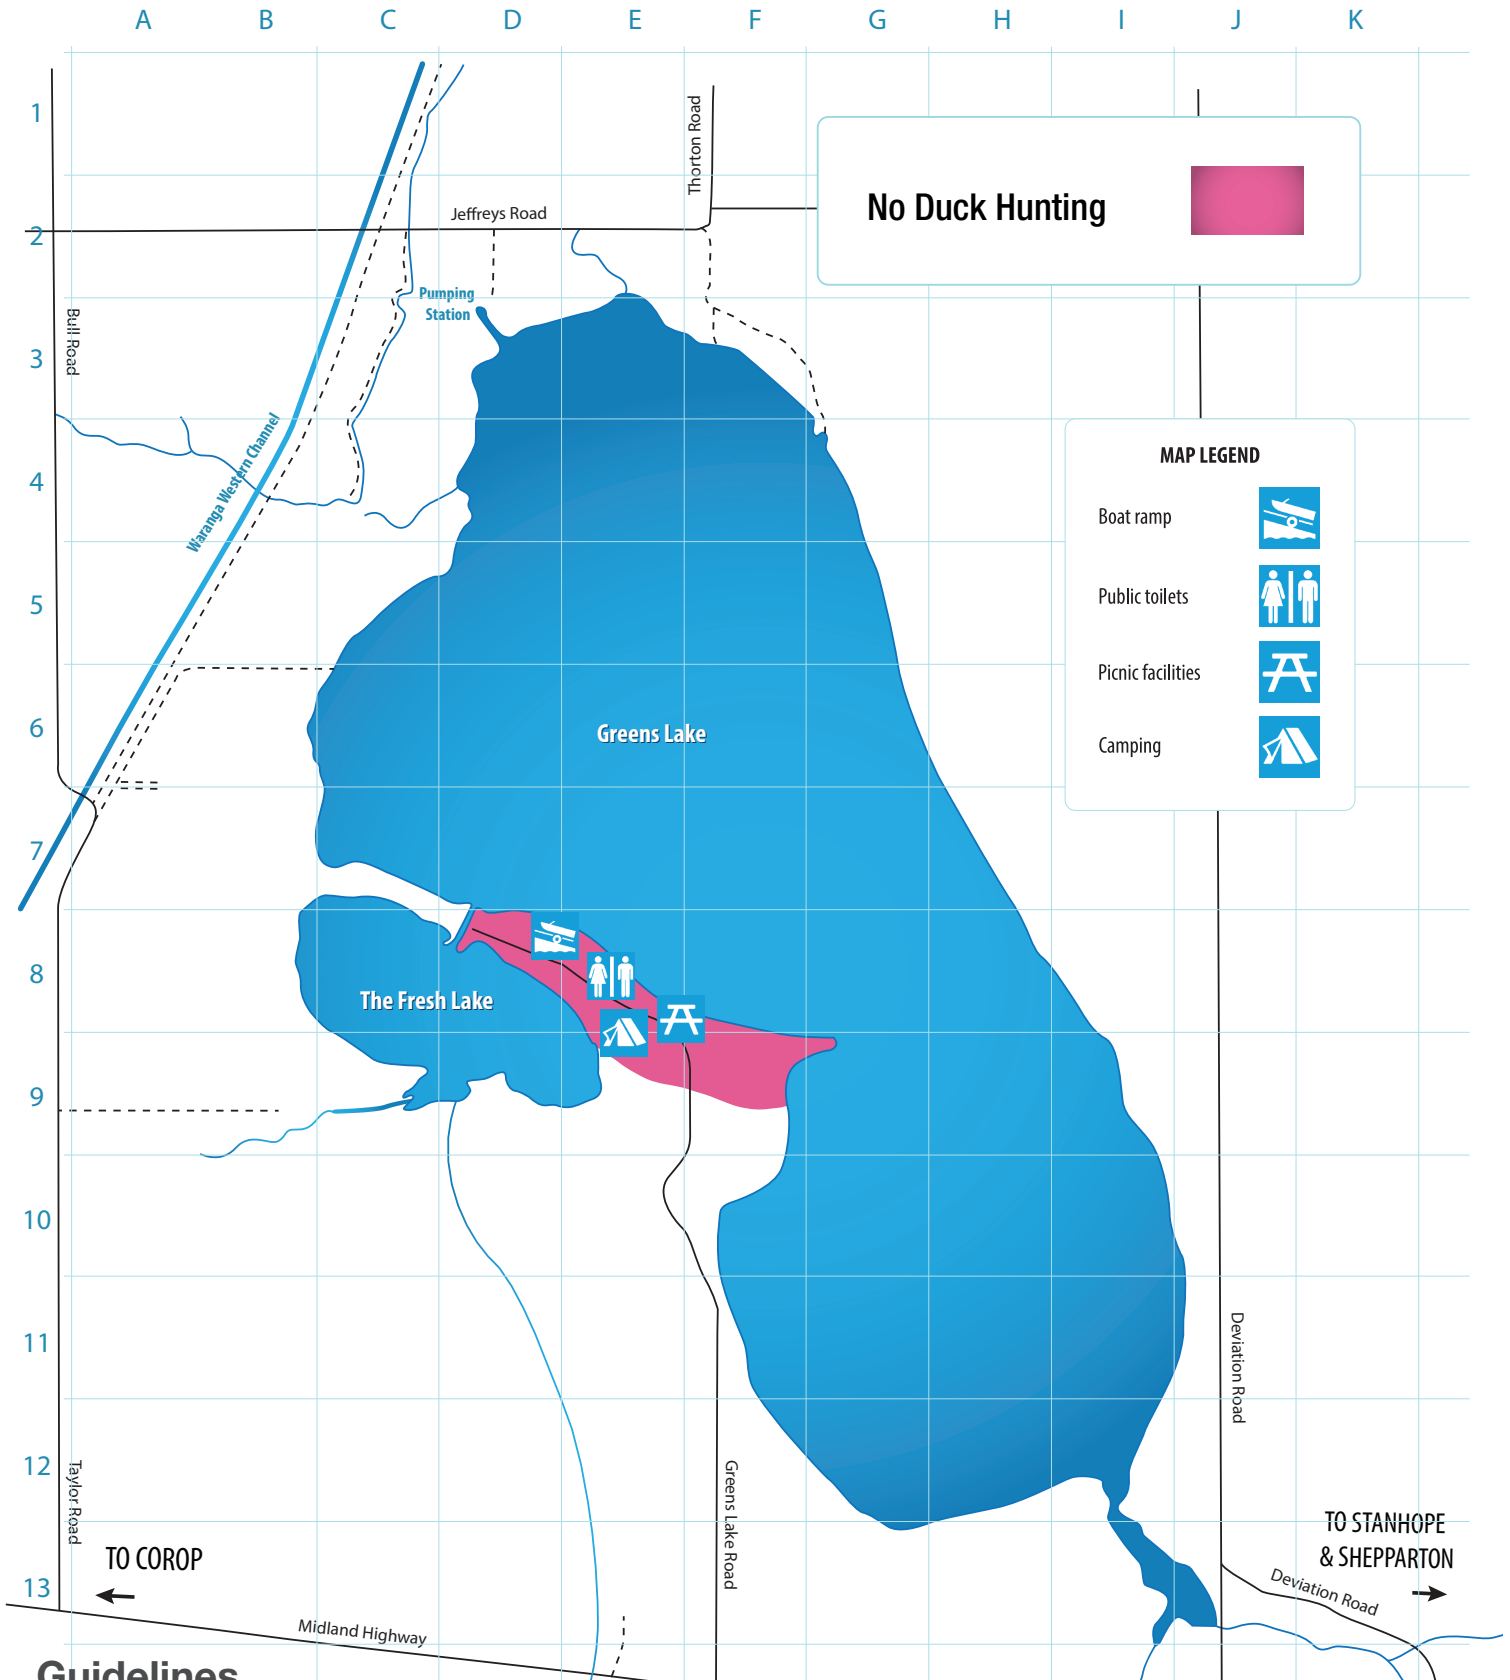 A B C D E F G H I J K
1
2
3
4
5
6
7
8
9
10
11
12
13
Thorton Road
Jeffreys Road
No Duck Hunting
Pumping
Station
Bull Road
Waranga Western Channel
MAP LEGEND
Boat ramp
Public toilets
Picnic facilities
Camping
Greens Lake
The Fresh Lake
Deviation Road
Taylor Road
Greens Lake Road
TO COROP
TO STANHOPE
& SHEPPARTON
Deviation Road
Midland Highway
Guidelines